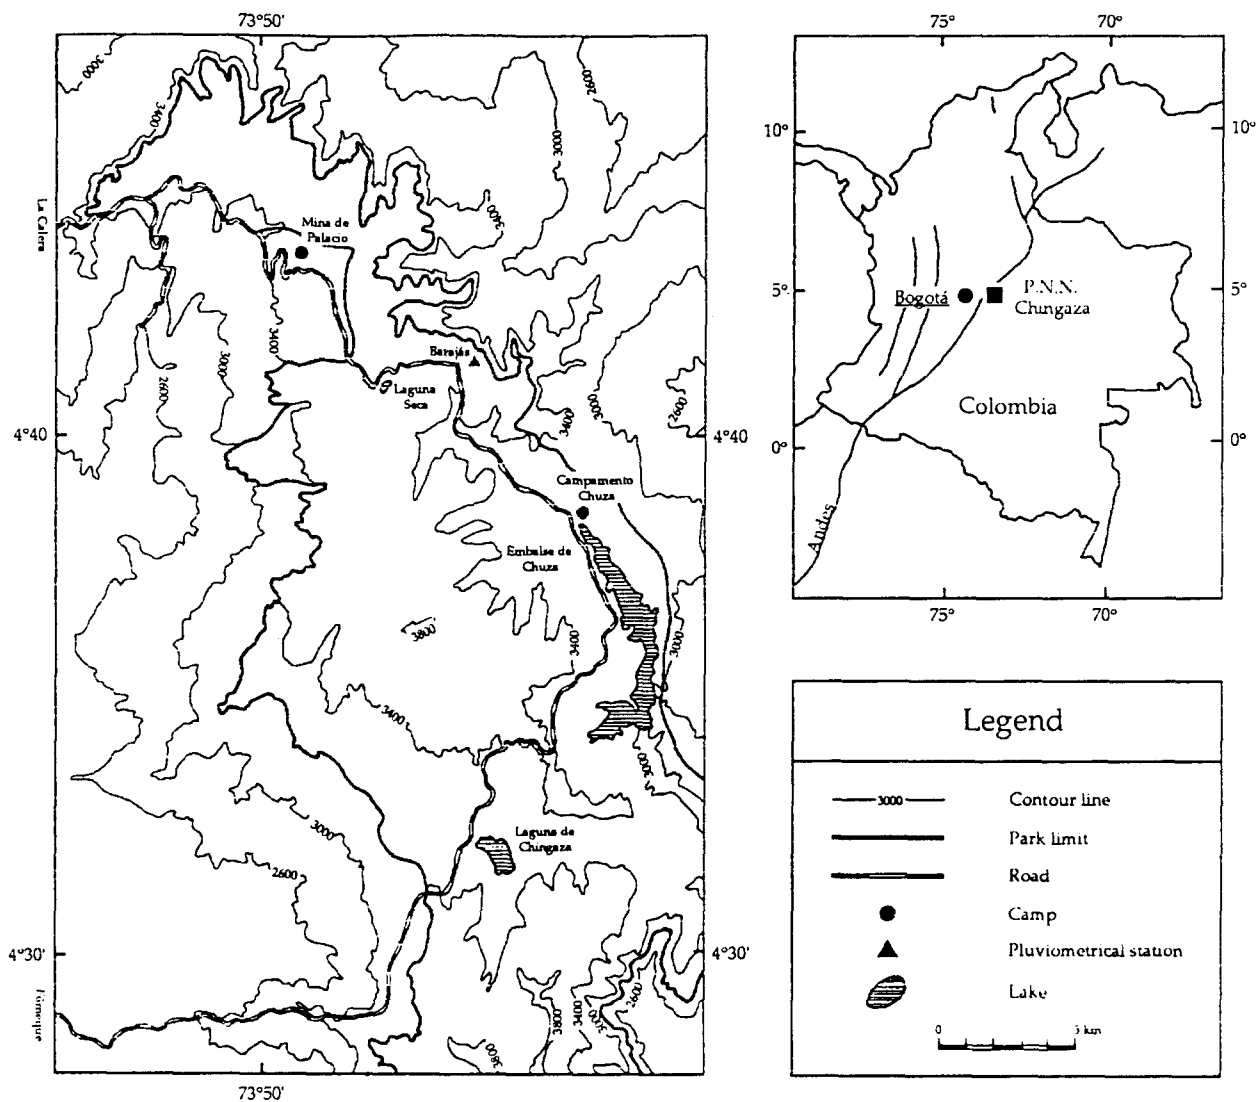 73°50'
3000
3400
2600
3000
3400
La Calera
Mina de
Palacio
3400
3000
2600
Barajas
Laguna
Seca
3400
3000
2600
4°40'
4°40'
Campamento
Chuza
Embalse de
Chuza
3800
3400
3000
3400
3000
3000
2600
Laguna de
Chingaza
4°30'
4°30'
2600
3000
3400
3800
3800
73°50'
75°
70°
10°
10°
5°
5°
Bogotá
P.N.N.
Chingaza
Colombia
0°
0°
Andes
75°
70°
Legend
3000
Contour line
Park limit
Road
Camp
Pluviometrical station
Lake
0
5 km